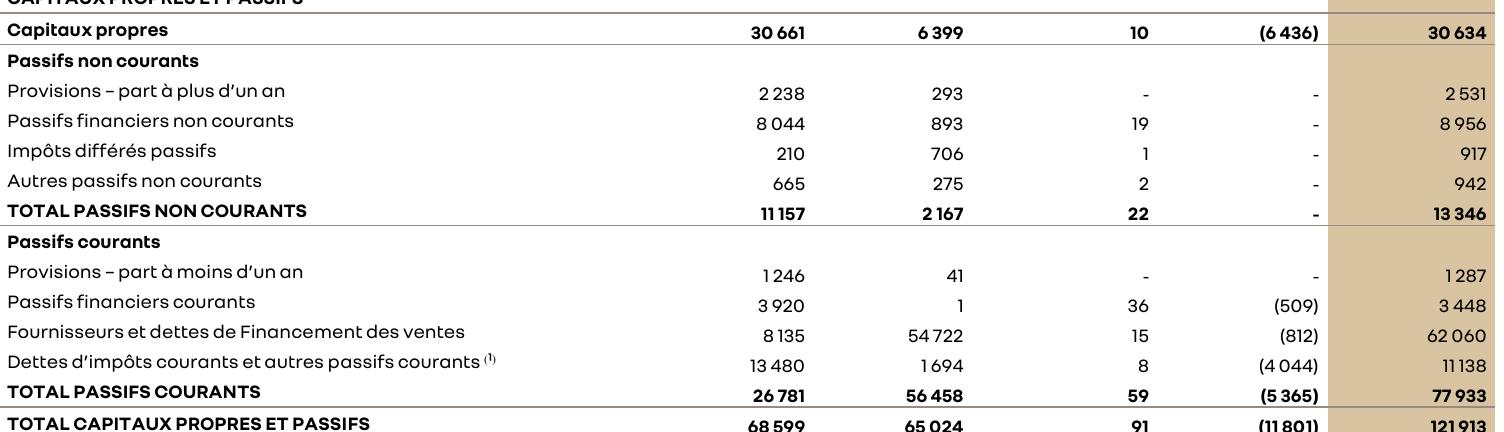 CAPITAUX PROPRES ET PASSIFS
Capitaux propres 30 661 6 399 10 (6 436) 30 634
Passifs non courants
Provisions – part à plus d’un an 2 238 293 - - 2 531
Passifs financiers non courants 8 044 893 19 - 8 956
Impôts différés passifs 210 706 1 - 917
Autres passifs non courants 665 275 2 - 942
TOTAL PASSIFS NON COURANTS 11 157 2 167 22 - 13 346
Passifs courants
Provisions – part à moins d’un an 1 246 41 - - 1 287
Passifs financiers courants 3 920 1 36 (509) 3 448
Fournisseurs et dettes de Financement des ventes 8 135 54 722 15 (812) 62 060
Dettes d’impôts courants et autres passifs courants (1) 13 480 1 694 8 (4 044) 11 138
TOTAL PASSIFS COURANTS 26 781 56 458 59 (5 365) 77 933
TOTAL CAPITAUX PROPRES ET PASSIFS 68 599 65 024 91 (11 801) 121 913